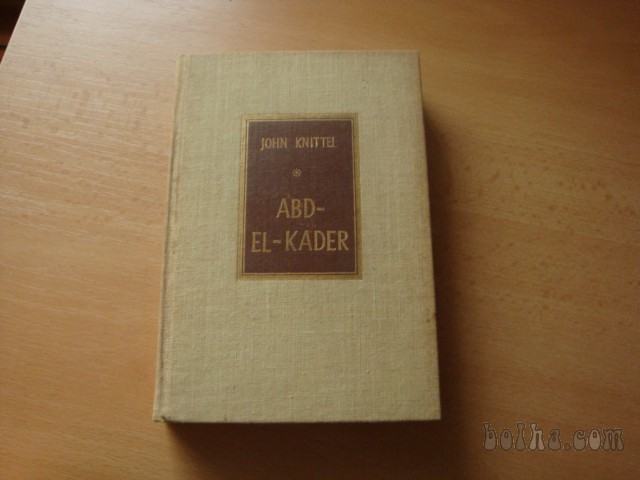 JOHN KNITTEL
ABD-
EL-KADER
bolha.com